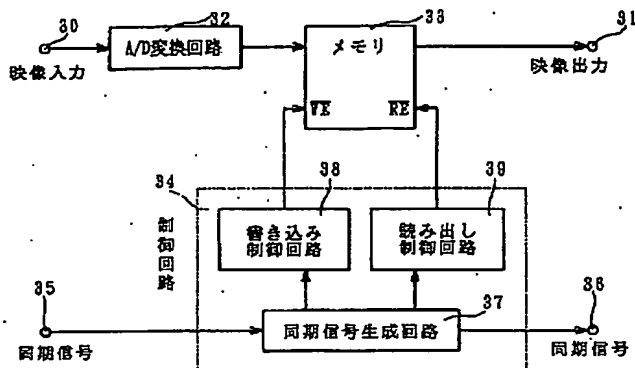 30
32
33
31
A/D変換回路
メモリ
映像入力
映像出力
WE
RE
34
38
39
制御回路
書き込み
制御回路
読み出し
制御回路
35
37
36
同期信号生成回路
同期信号
同期信号